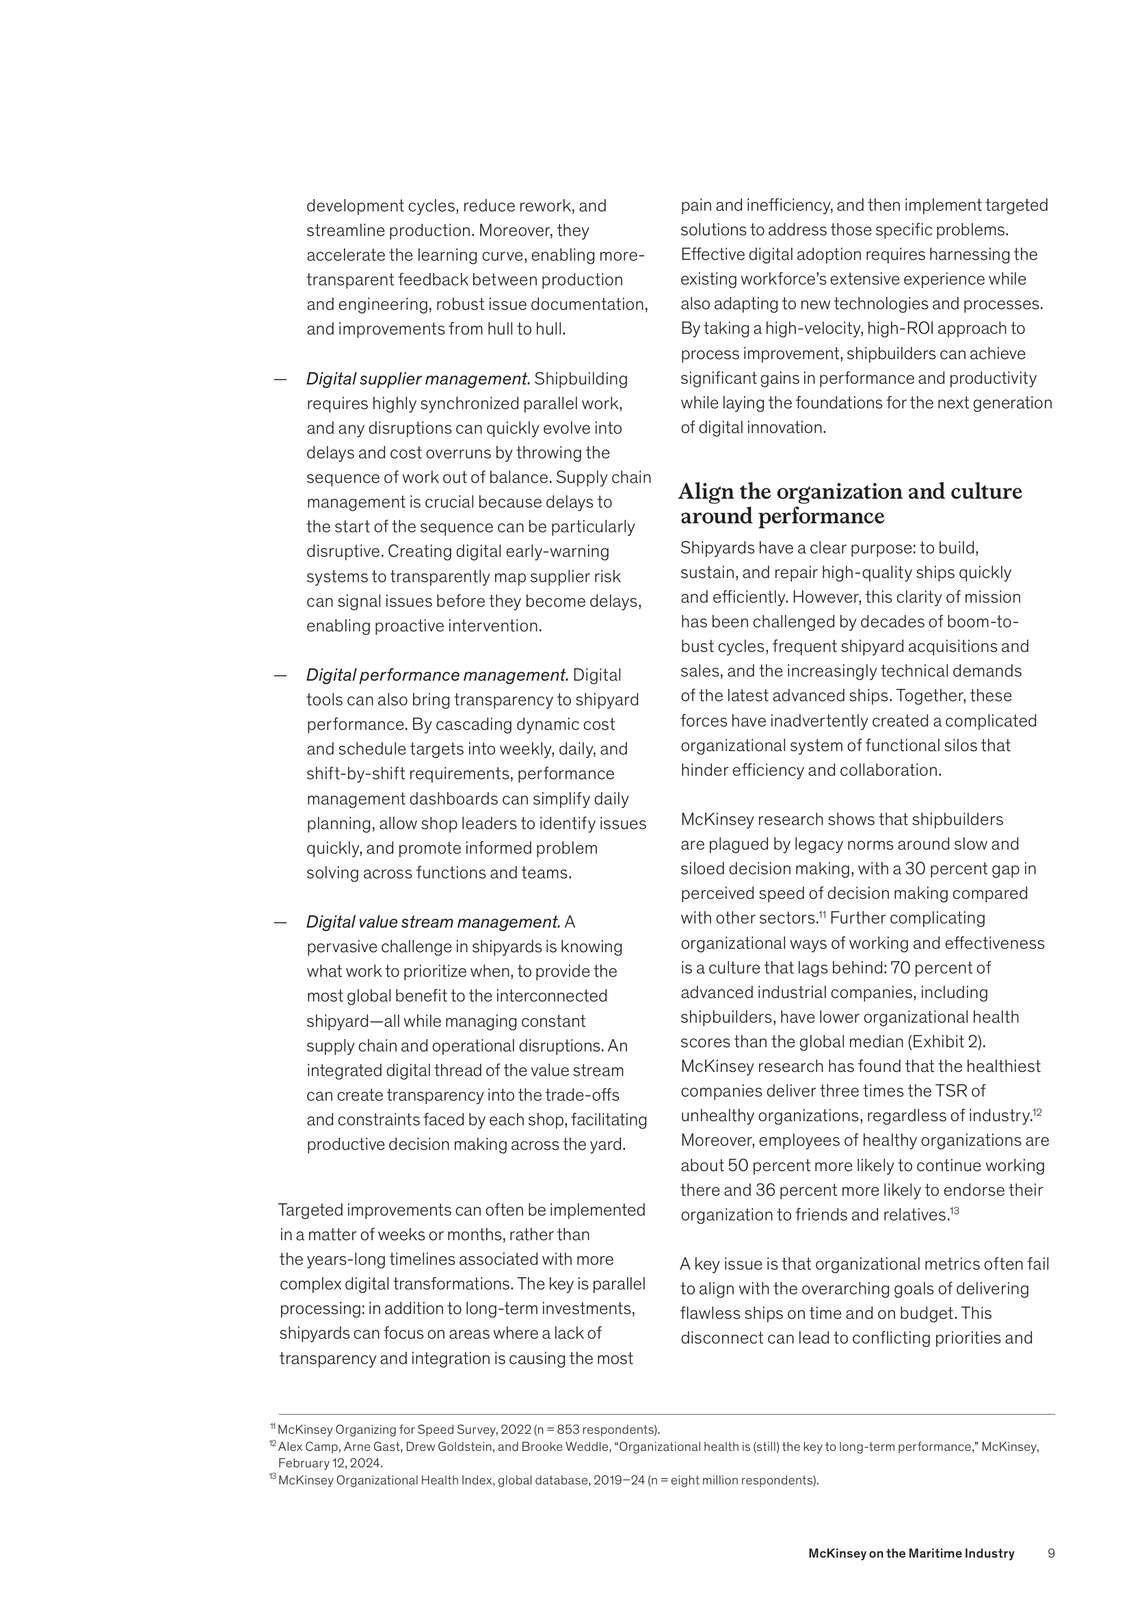 development cycles, reduce rework, and
streamline production. Moreover, they
accelerate the learning curve, enabling more-
transparent feedback between production
and engineering, robust issue documentation,
and improvements from hull to hull.
— Digital supplier management. Shipbuilding
requires highly synchronized parallel work,
and any disruptions can quickly evolve into
delays and cost overruns by throwing the
sequence of work out of balance. Supply chain
management is crucial because delays to
the start of the sequence can be particularly
disruptive. Creating digital early-warning
systems to transparently map supplier risk
can signal issues before they become delays,
enabling proactive intervention.
— Digital performance management. Digital
tools can also bring transparency to shipyard
performance. By cascading dynamic cost
and schedule targets into weekly, daily, and
shift-by-shift requirements, performance
management dashboards can simplify daily
planning, allow shop leaders to identify issues
quickly, and promote informed problem
solving across functions and teams.
— Digital value stream management. A
pervasive challenge in shipyards is knowing
what work to prioritize when, to provide the
most global benefit to the interconnected
shipyard—all while managing constant
supply chain and operational disruptions. An
integrated digital thread of the value stream
can create transparency into the trade-offs
and constraints faced by each shop, facilitating
productive decision making across the yard.
Targeted improvements can often be implemented
in a matter of weeks or months, rather than
the years-long timelines associated with more
complex digital transformations. The key is parallel
processing: in addition to long-term investments,
shipyards can focus on areas where a lack of
transparency and integration is causing the most
pain and inefficiency, and then implement targeted
solutions to address those specific problems.
Effective digital adoption requires harnessing the
existing workforce's extensive experience while
also adapting to new technologies and processes.
By taking a high-velocity, high-ROI approach to
process improvement, shipbuilders can achieve
significant gains in performance and productivity
while laying the foundations for the next generation
of digital innovation.
Align the organization and culture
around performance
Shipyards have a clear purpose: to build,
sustain, and repair high-quality ships quickly
and efficiently. However, this clarity of mission
has been challenged by decades of boom-to-
bust cycles, frequent shipyard acquisitions and
sales, and the increasingly technical demands
of the latest advanced ships. Together, these
forces have inadvertently created a complicated
organizational system of functional silos that
hinder efficiency and collaboration.
McKinsey research shows that shipbuilders
are plagued by legacy norms around slow and
siloed decision making, with a 30 percent gap in
perceived speed of decision making compared
with other sectors.¹¹ Further complicating
organizational ways of working and effectiveness
is a culture that lags behind: 70 percent of
advanced industrial companies, including
shipbuilders, have lower organizational health
scores than the global median (Exhibit 2).
McKinsey research has found that the healthiest
companies deliver three times the TSR of
unhealthy organizations, regardless of industry.¹²
Moreover, employees of healthy organizations are
about 50 percent more likely to continue working
there and 36 percent more likely to endorse their
organization to friends and relatives.¹³
A key issue is that organizational metrics often fail
to align with the overarching goals of delivering
flawless ships on time and on budget. This
disconnect can lead to conflicting priorities and
¹¹ McKinsey Organizing for Speed Survey, 2022 (n = 853 respondents).
¹² Alex Camp, Arne Gast, Drew Goldstein, and Brooke Weddle, “Organizational health is (still) the key to long-term performance,” McKinsey,
February 12, 2024.
¹³ McKinsey Organizational Health Index, global database, 2019–24 (n = eight million respondents).
McKinsey on the Maritime Industry 9